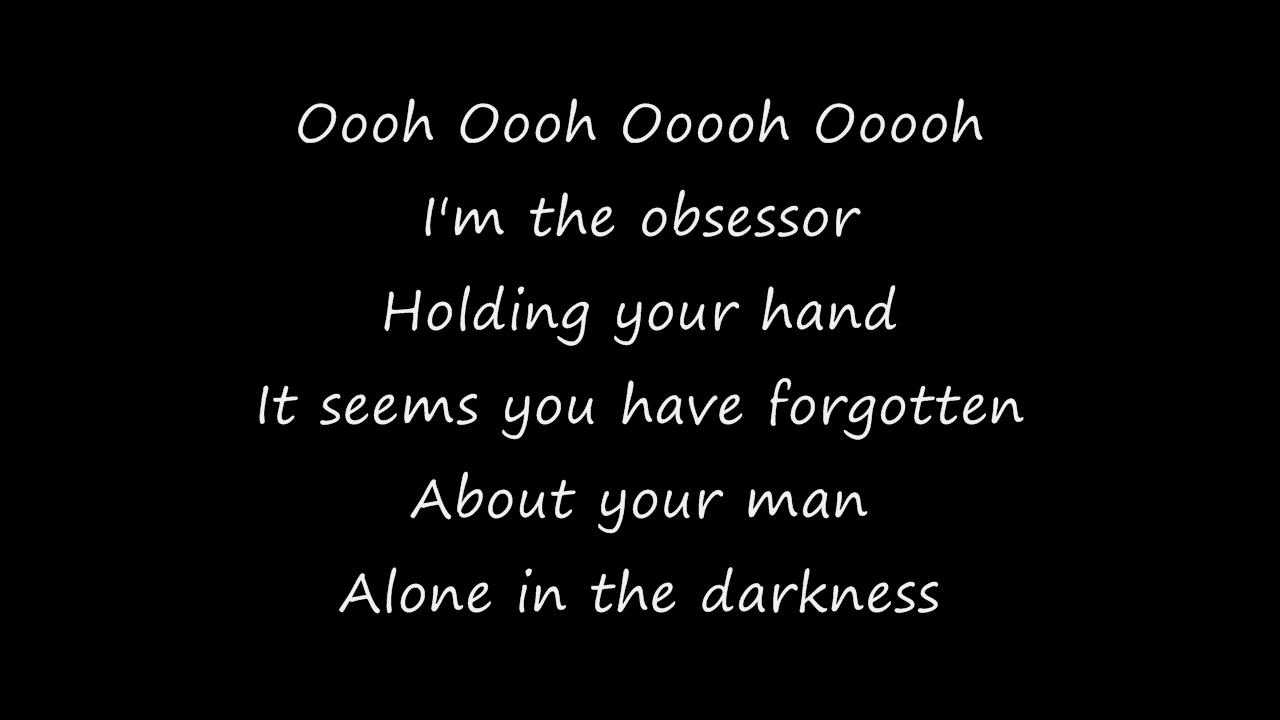 Oooh Oooh Ooooh Ooooh
I'm the obsessor
Holding your hand
It seems you have forgotten
About your man
Alone in the darkness